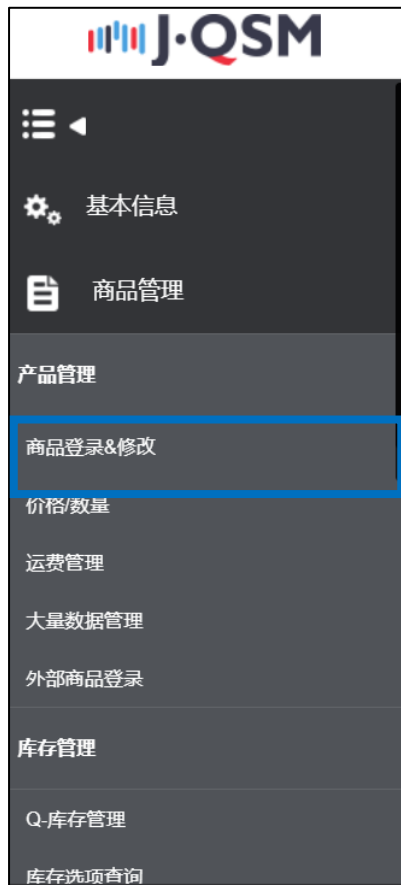 J·QSM
基本信息
商品管理
产品管理
商品登录&修改
价格/数量
运费管理
大量数据管理
外部商品登录
库存管理
Q-库存管理
库存选项查询